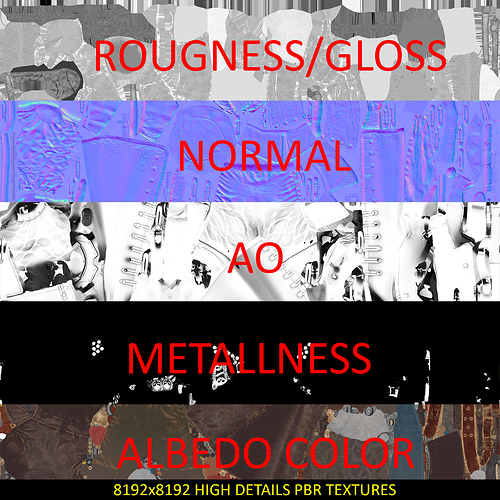 ROUGNESS/GLOSS
NORMAL
AO
METALLNESS
ALBEDO COLOR
8192x8192 HIGH DETAILS PBR TEXTURES